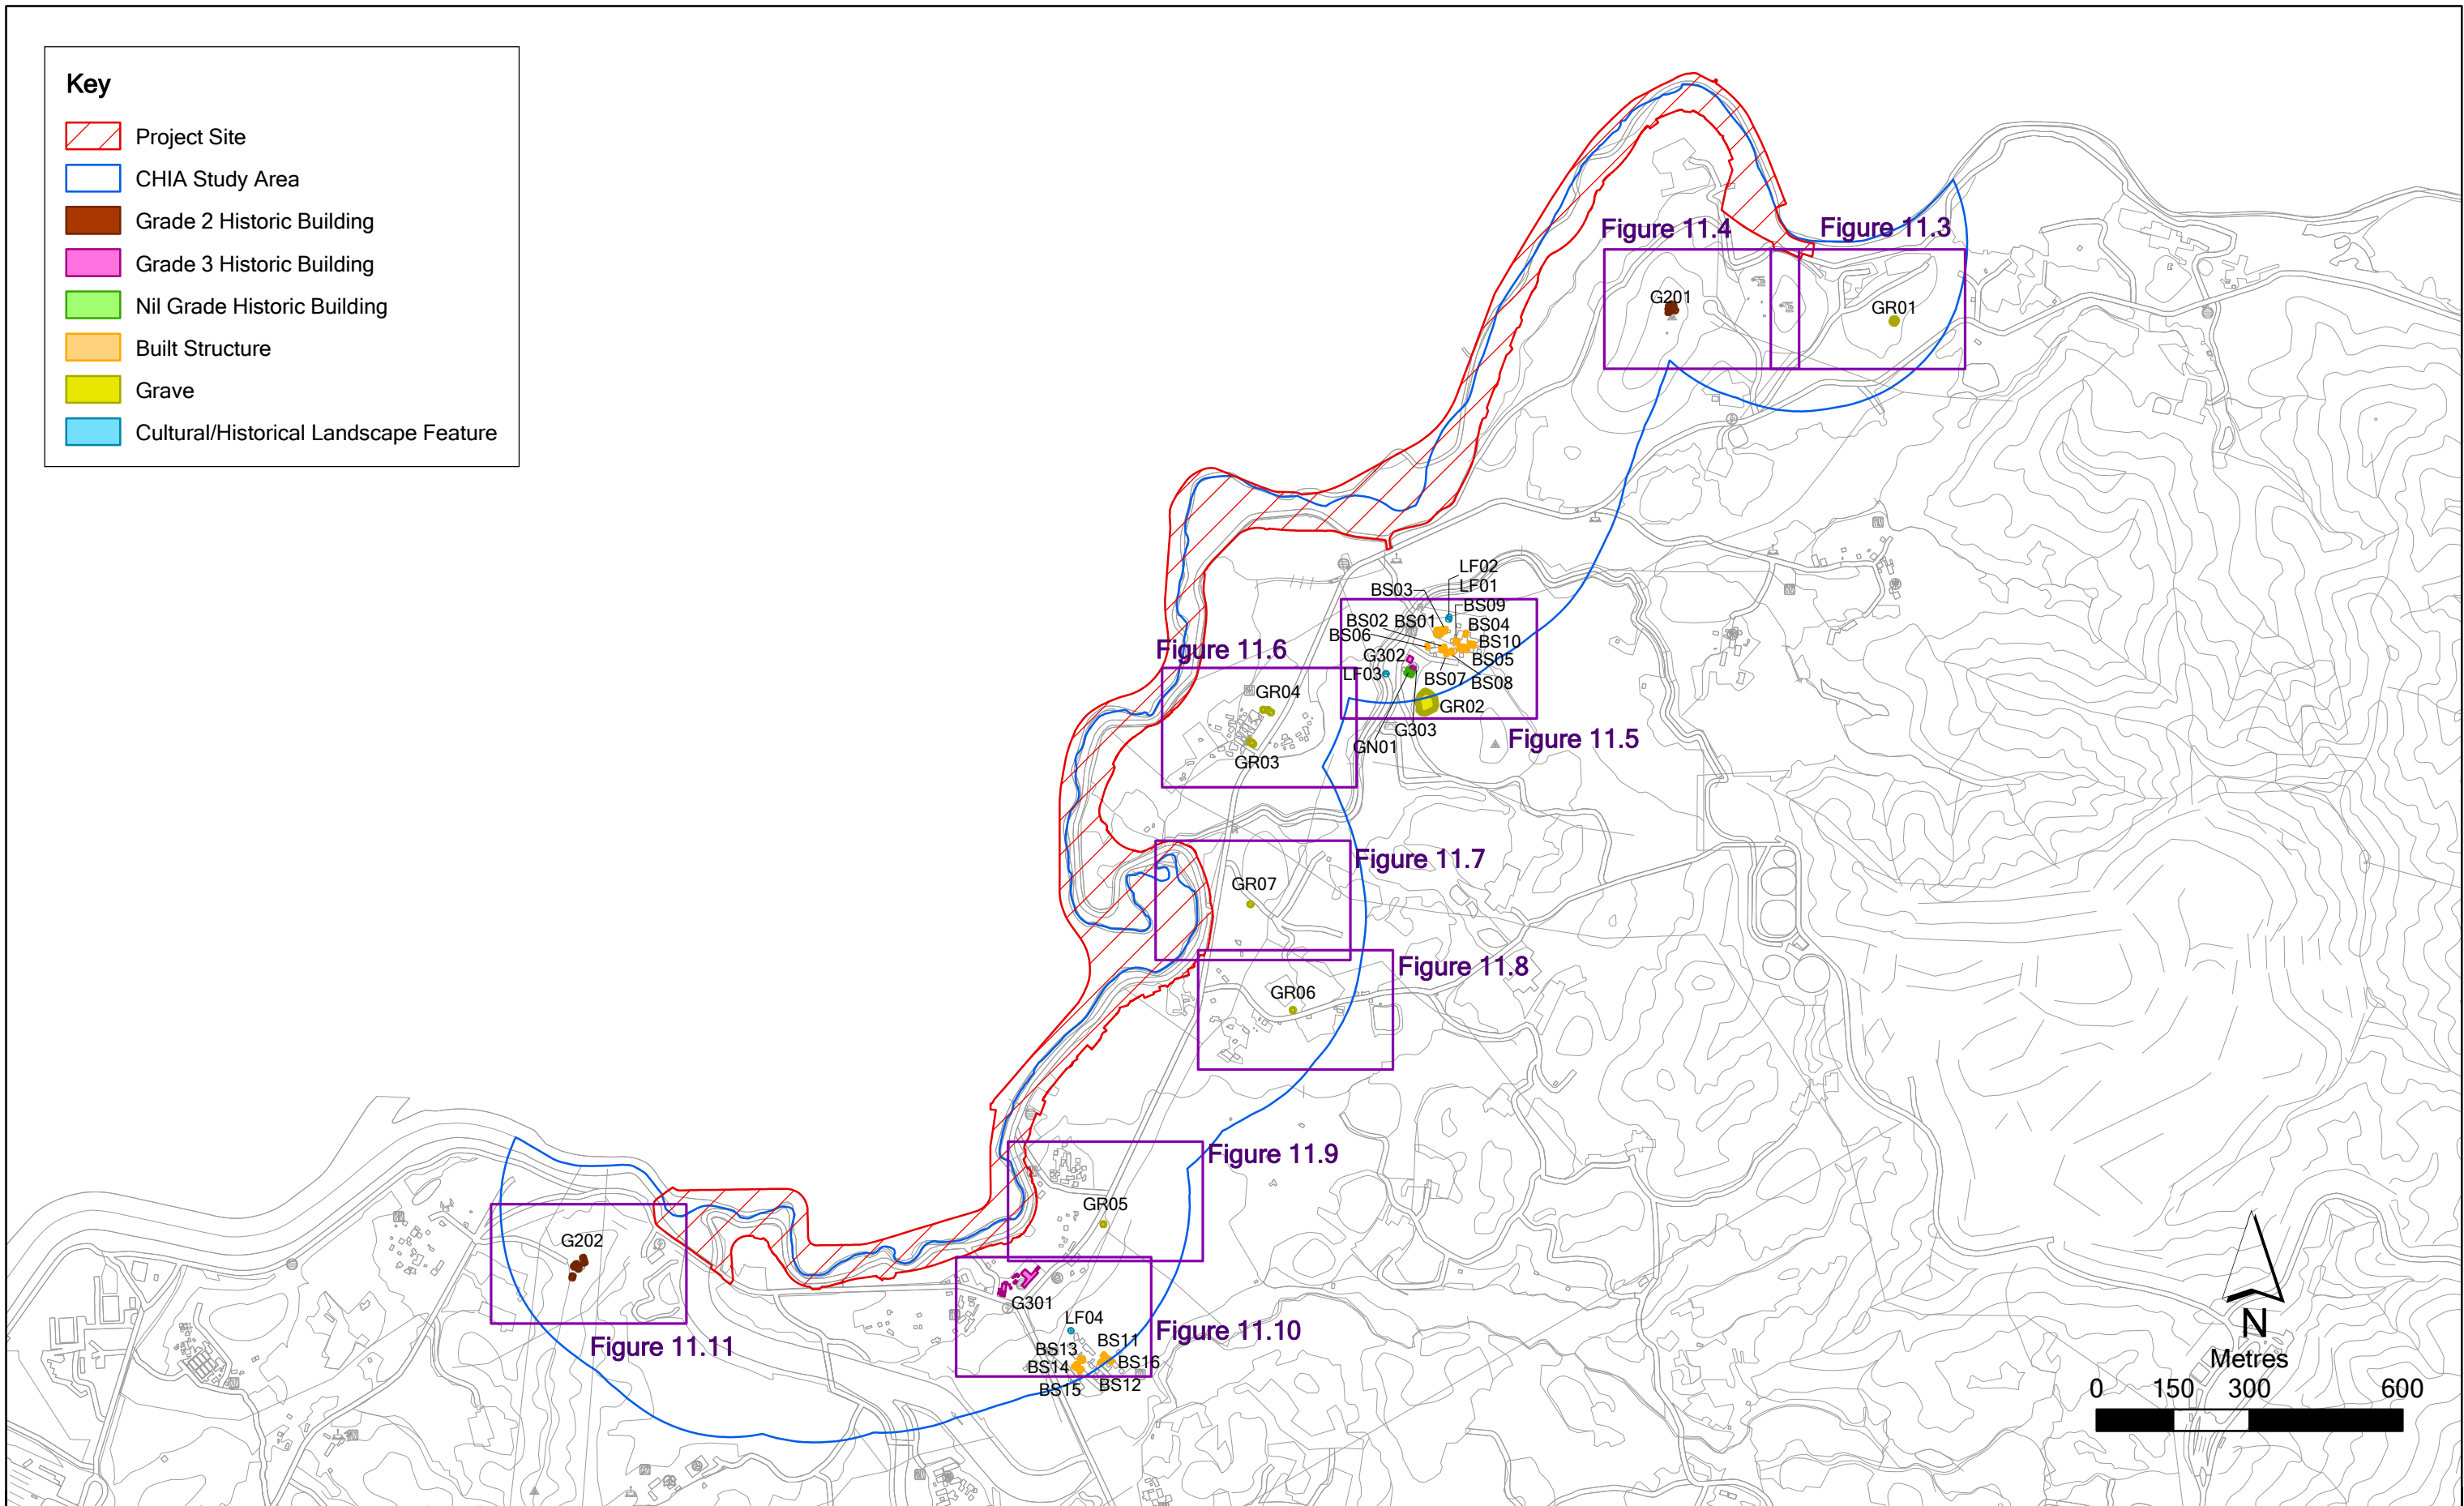 Key
Project Site
CHIA Study Area
Grade 2 Historic Building
Grade 3 Historic Building
Nil Grade Historic Building
Built Structure
Grave
Cultural/Historical Landscape Feature
Figure 11.4
Figure 11.3
G201
GR01
LF02
BS03
LF01
BS09
BS02
BS01
BS04
BS06
BS10
G302
BS05
LF03
BS07
BS08
GR02
G303
GN01
Figure 11.5
Figure 11.6
GR04
GR03
Figure 11.7
GR07
Figure 11.8
GR06
Figure 11.9
GR05
G202
Figure 11.11
G301
LF04
Figure 11.10
BS13
BS11
BS14
BS16
BS15
BS12
N
Metres
0 150 300 600